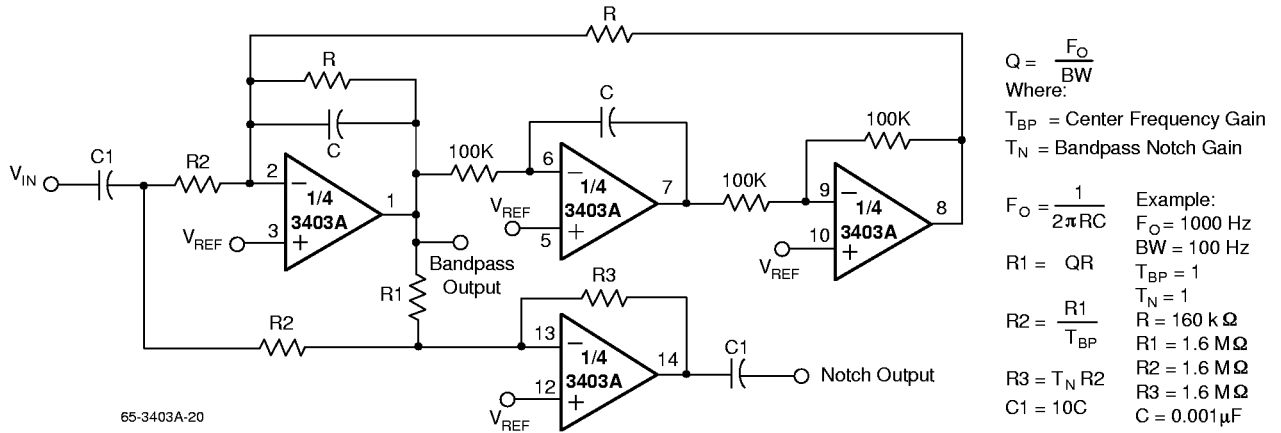 R
R
C
C
100K
C1
R2
100K
100K
V_IN
2
−
1/4
3403A
3
+
1
V_REF
6
−
1/4
3403A
5
+
7
V_REF
9
−
1/4
3403A
10
+
8
V_REF
Bandpass
Output
R1
R3
R2
13
−
1/4
3403A
12
+
14
V_REF
C1
Notch Output
65-3403A-20
Q = F_O / BW
Where:
T_BP = Center Frequency Gain
T_N = Bandpass Notch Gain
F_O = 1 / 2πRC
R1 = QR
R2 = R1 / T_BP
R3 = T_N R2
C1 = 10C
Example:
F_O = 1000 Hz
BW = 100 Hz
T_BP = 1
T_N = 1
R = 160 k Ω
R1 = 1.6 MΩ
R2 = 1.6 MΩ
R3 = 1.6 MΩ
C = 0.001µF